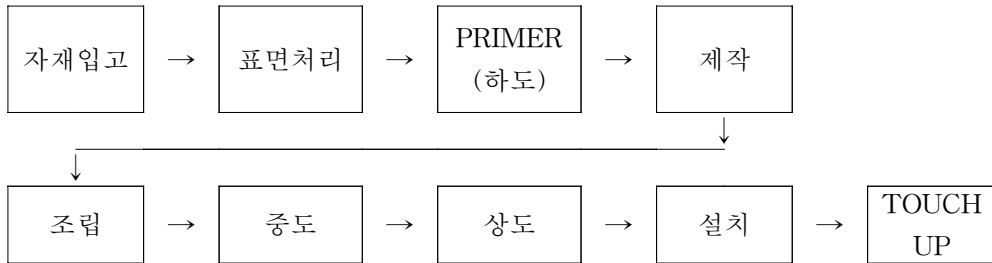 자재입고 → 표면처리 → PRIMER (하도) → 제작
조립 → 중도 → 상도 → 설치 → TOUCH UP